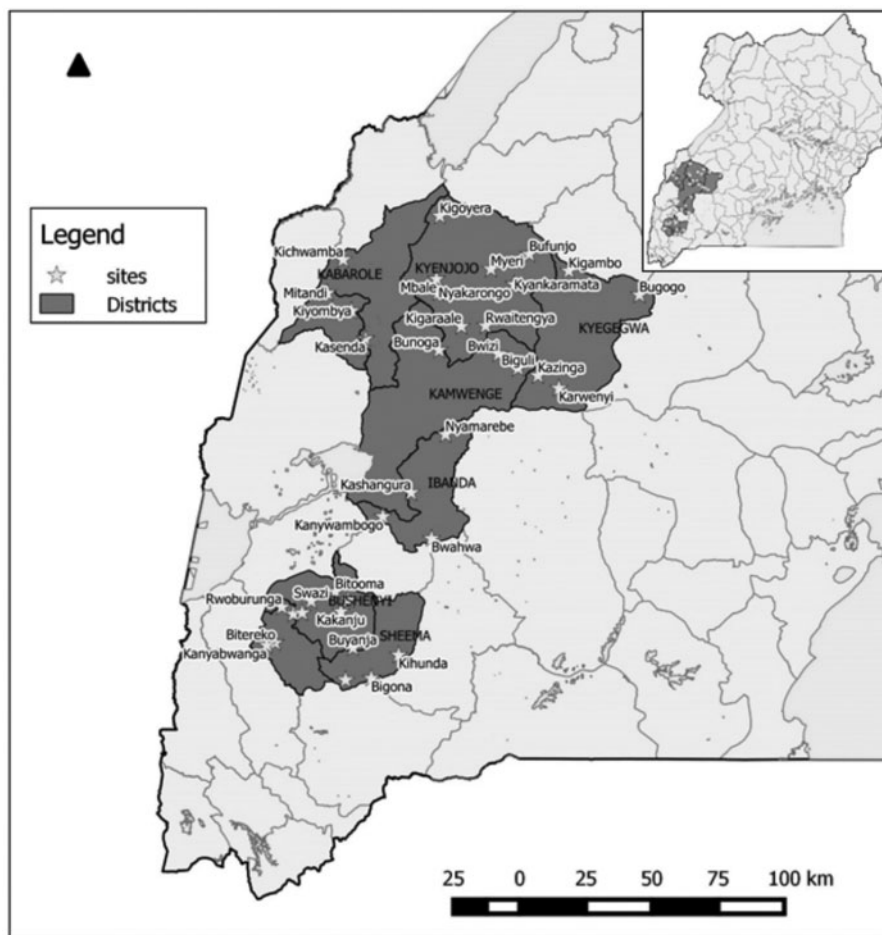 Legend
sites
Districts
Kigoyera
Kichwamba
KABAROLE
KYENJOJO
Bufunjo
Myeri
Kigambo
Mitandi
Mbale
Nyakarongo
Kyankaramata
Bugogo
Kiyombya
Kigaraale
Rwaitengya
KYEGEGWA
Kasenda
Bunoga
Bwizi
Biguli
Kazinga
KAMWENGE
Karwenyi
Nyamarebe
Kashangura
IBANDA
Kanywambogo
Bwahwa
Bitooma
Swazi
Rwoburunga
BUSHENYI
Kakanju
Bitereko
Buyanja
SHEEMA
Kanyabwanga
Kihunda
Bigona
25 0 25 50 75 100 km